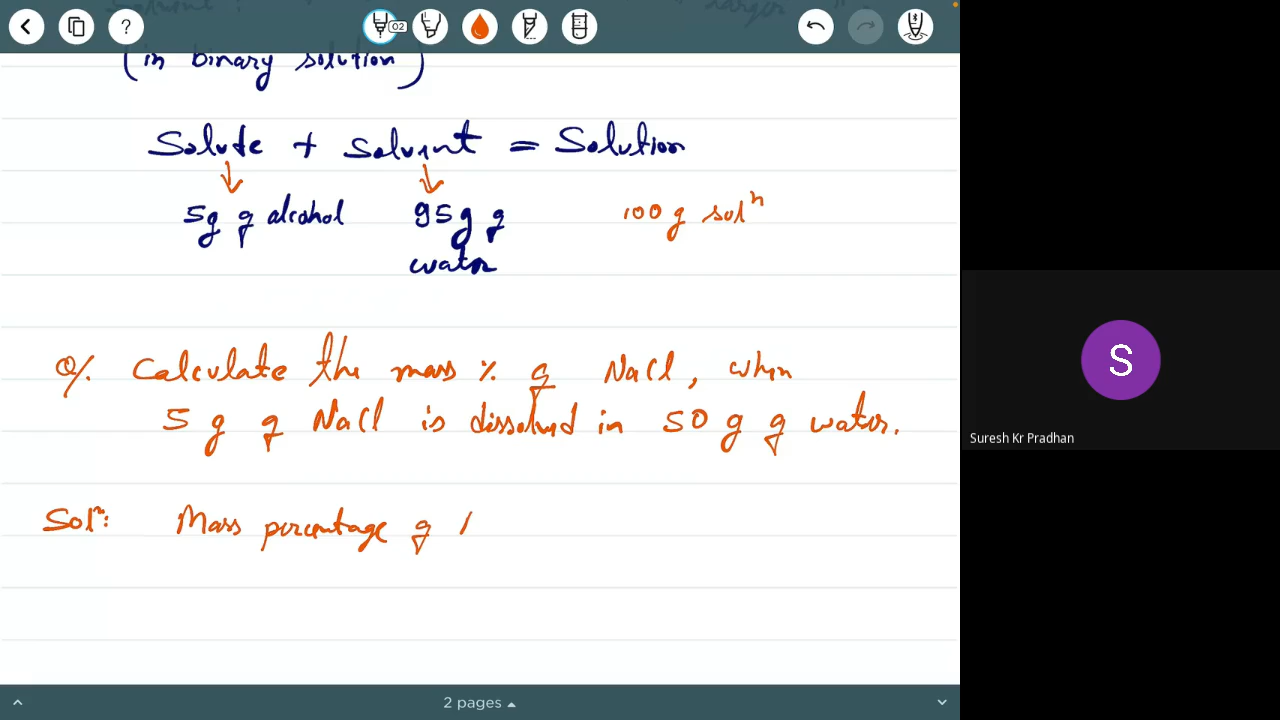 02
?
(in binary solution)
Solute + Solvent = Solution
5g of alcohol 95g of water 100 g solⁿ
Q/. Calculate the mass % of NaCl, when
5 g of NaCl is dissolved in 50 g of water.
Solⁿ: Mass percentage of
2 pages
S
Suresh Kr Pradhan